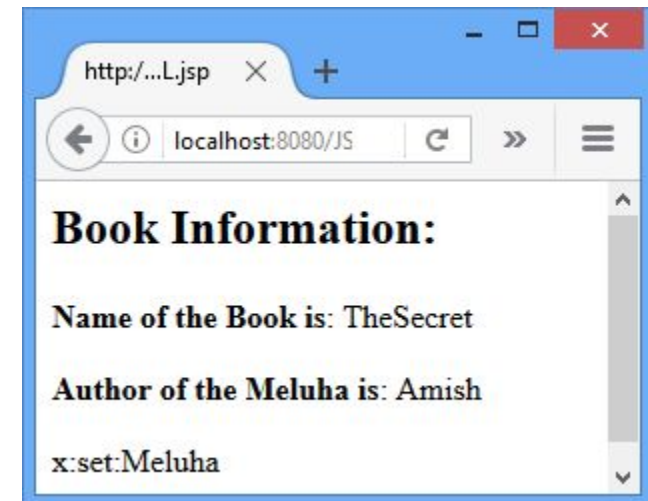 http:/...L.jsp
localhost:8080/JS
Book Information:
Name of the Book is: TheSecret
Author of the Meluha is: Amish
x:set:Meluha